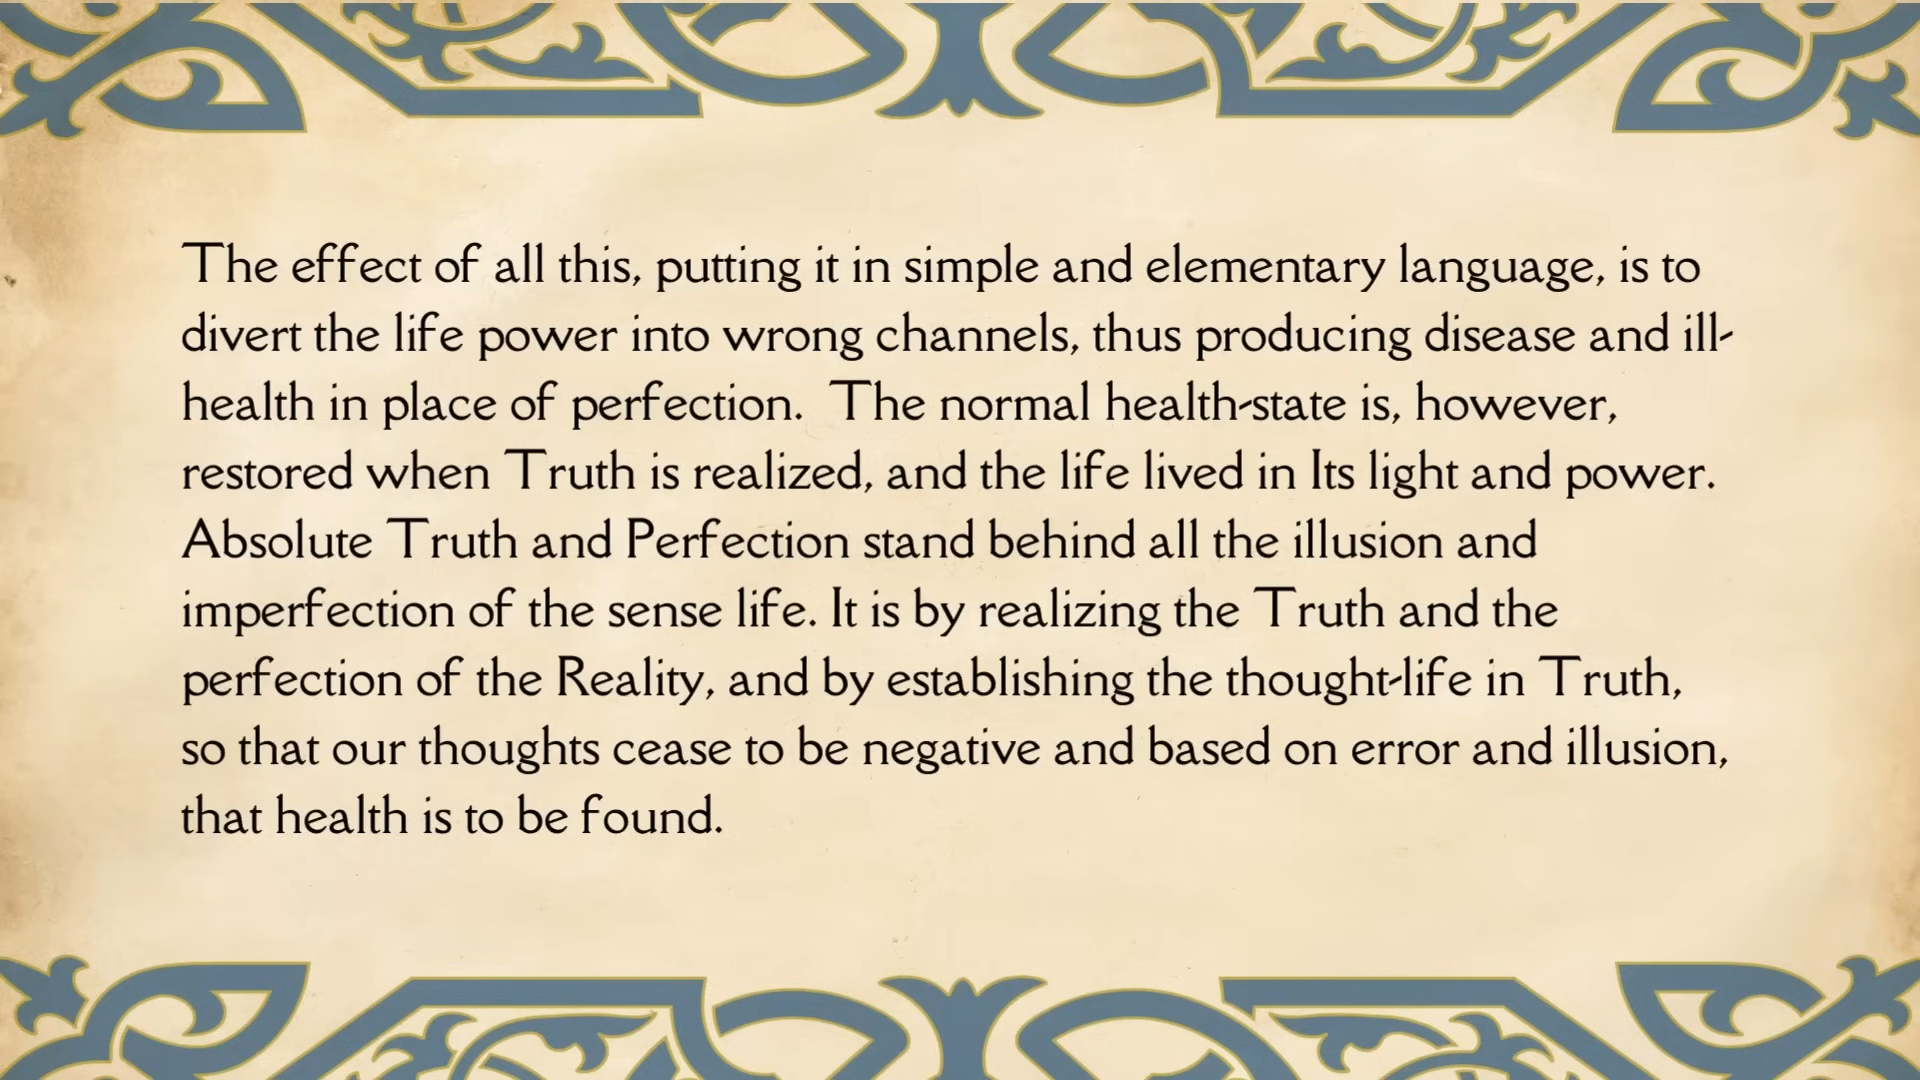 The effect of all this, putting it in simple and elementary language, is to
divert the life power into wrong channels, thus producing disease and ill-
health in place of perfection.  The normal health-state is, however,
restored when Truth is realized, and the life lived in Its light and power.
Absolute Truth and Perfection stand behind all the illusion and
imperfection of the sense life. It is by realizing the Truth and the
perfection of the Reality, and by establishing the thought-life in Truth,
so that our thoughts cease to be negative and based on error and illusion,
that health is to be found.